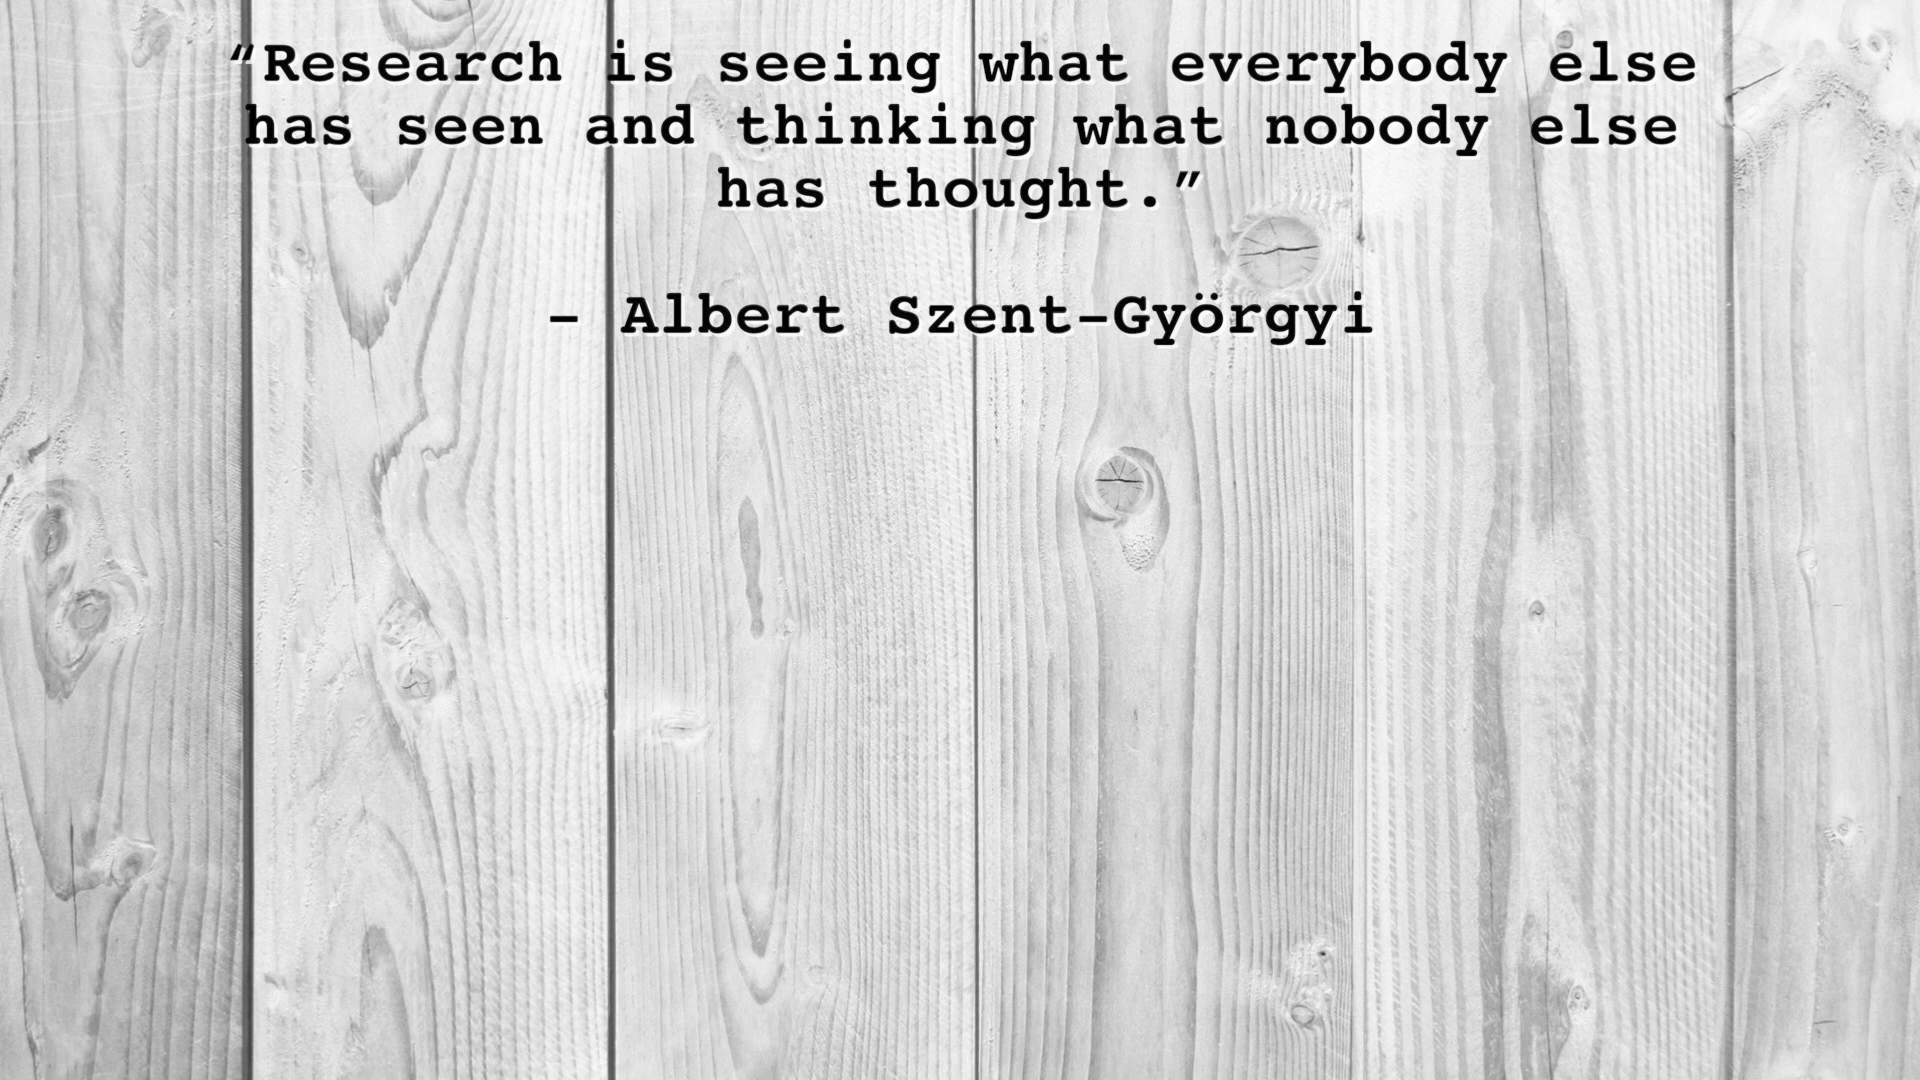 “Research is seeing what everybody else
has seen and thinking what nobody else
has thought.”
– Albert Szent-Györgyi